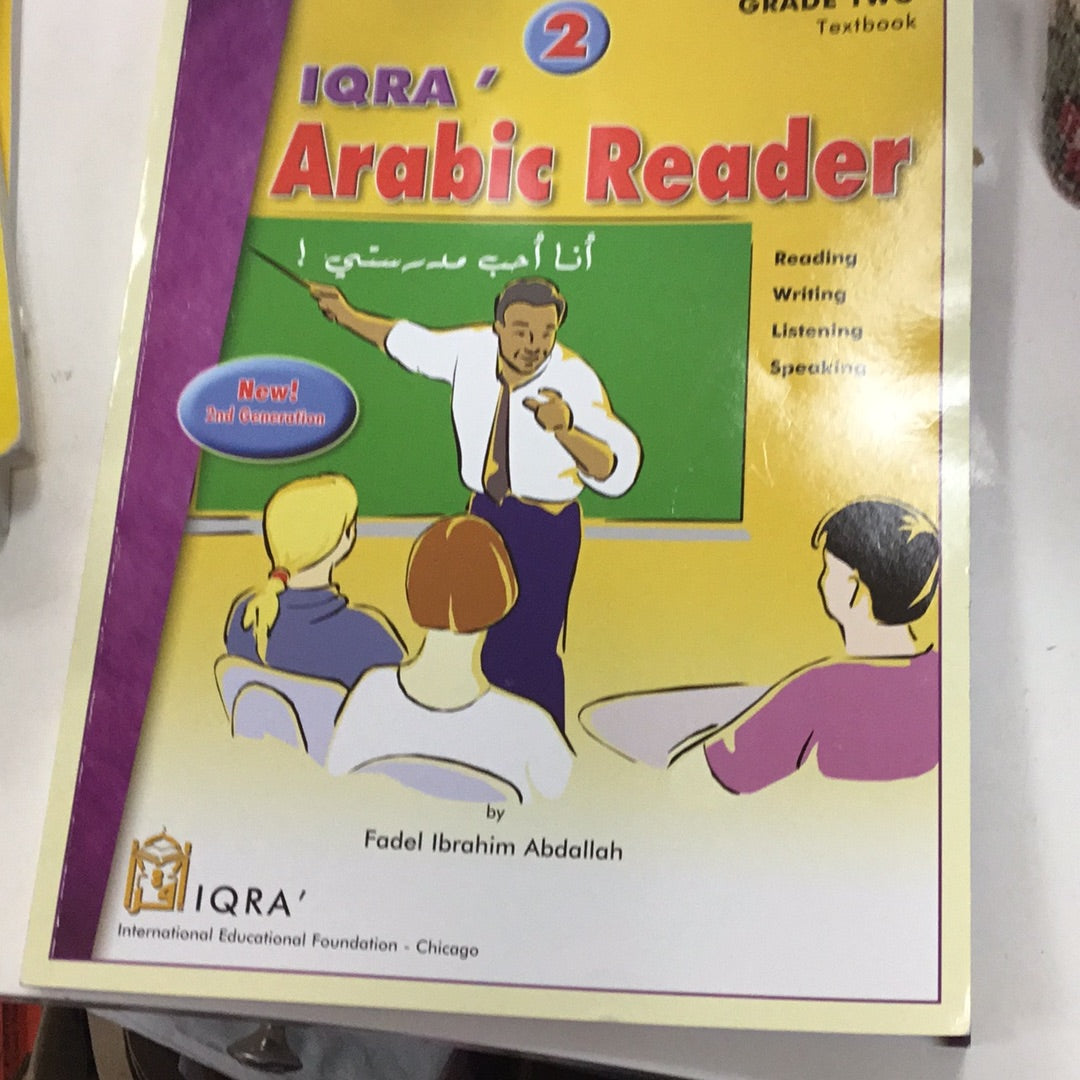 GRADE TWO
Textbook
2
IQRA'
Arabic Reader
أنا أحب مدرستي !
Reading
Writing
Listening
Speaking
New!
2nd Generation
by
Fadel Ibrahim Abdallah
IQRA'
International Educational Foundation - Chicago